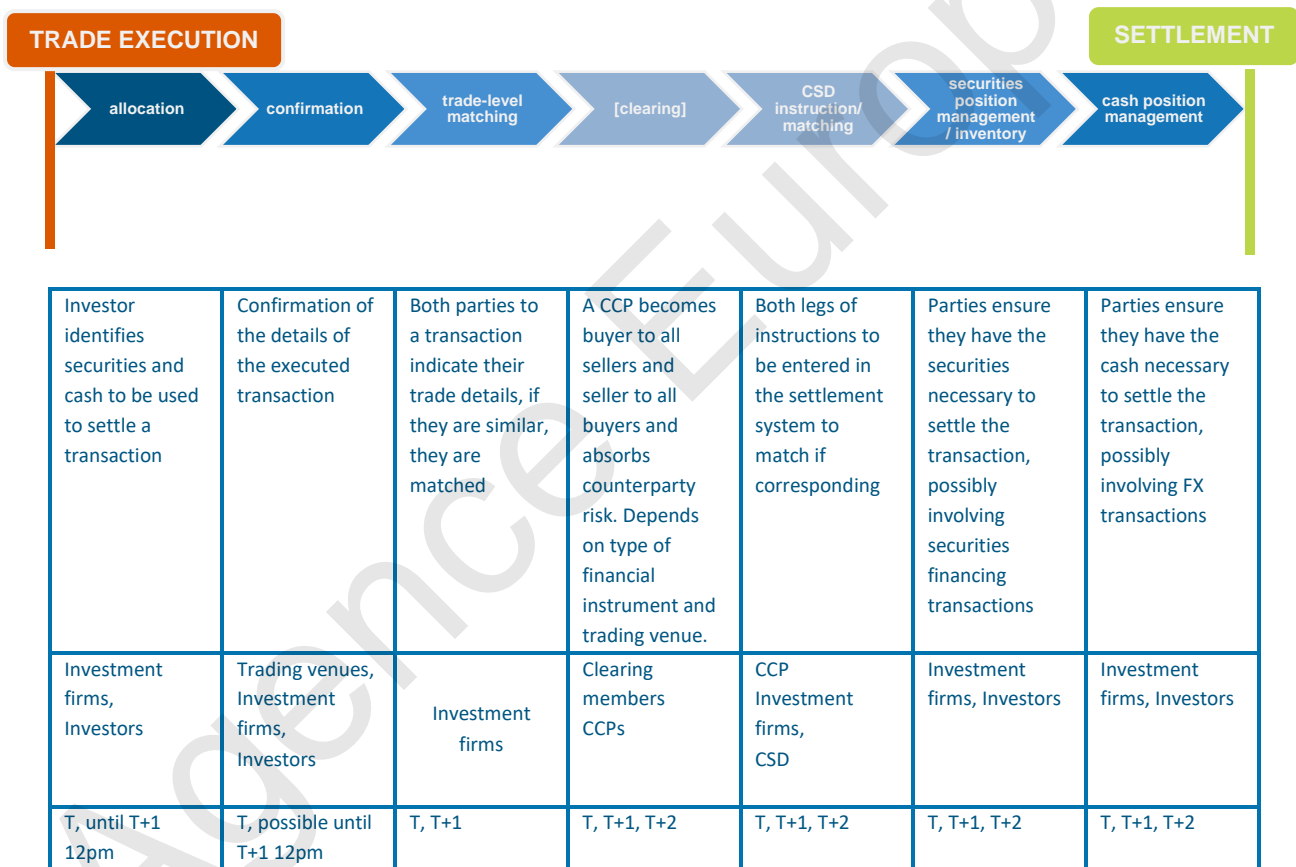 TRADE EXECUTION
SETTLEMENT
allocation
confirmation
trade-level
matching
[clearing]
CSD
instruction/
matching
securities
position
management
/ inventory
cash position
management
Investor
identifies
securities and
cash to be used
to settle a
transaction
Confirmation of
the details of
the executed
transaction
Both parties to
a transaction
indicate their
trade details, if
they are similar,
they are
matched
A CCP becomes
buyer to all
sellers and
seller to all
buyers and
absorbs
counterparty
risk. Depends
on type of
financial
instrument and
trading venue.
Both legs of
instructions to
be entered in
the settlement
system to
match if
corresponding
Parties ensure
they have the
securities
necessary to
settle the
transaction,
possibly
involving
securities
financing
transactions
Parties ensure
they have the
cash necessary
to settle the
transaction,
possibly
involving FX
transactions
Investment
firms,
Investors
Trading venues,
Investment
firms,
Investors
Investment
firms
Clearing
members
CCPs
CCP
Investment
firms,
CSD
Investment
firms, Investors
Investment
firms, Investors
T, until T+1
12pm
T, possible until
T+1 12pm
T, T+1
T, T+1, T+2
T, T+1, T+2
T, T+1, T+2
T, T+1, T+2
Agence Europ